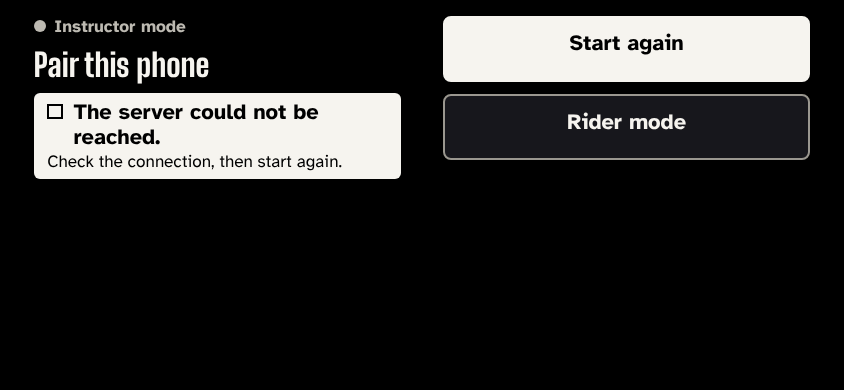 Instructor mode
Pair this phone
The server could not be
reached.
Check the connection, then start again.
Start again
Rider mode